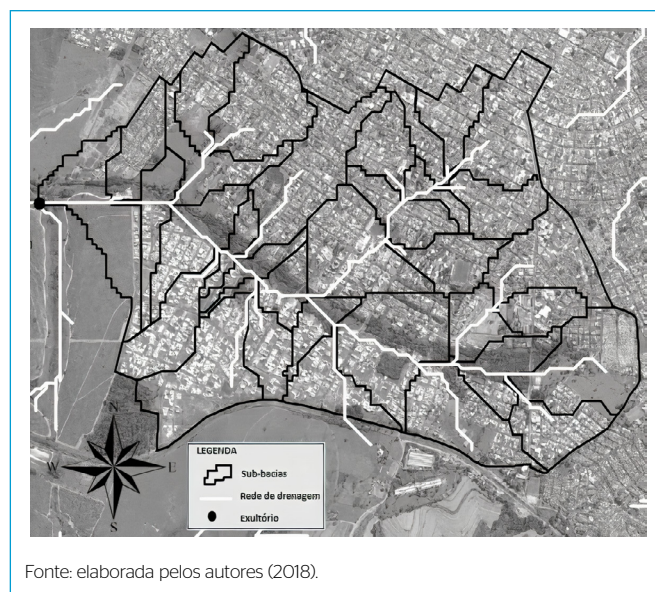 N
W E
S
LEGENDA
Sub-bacias
Rede de drenagem
Exultório
Fonte: elaborada pelos autores (2018).